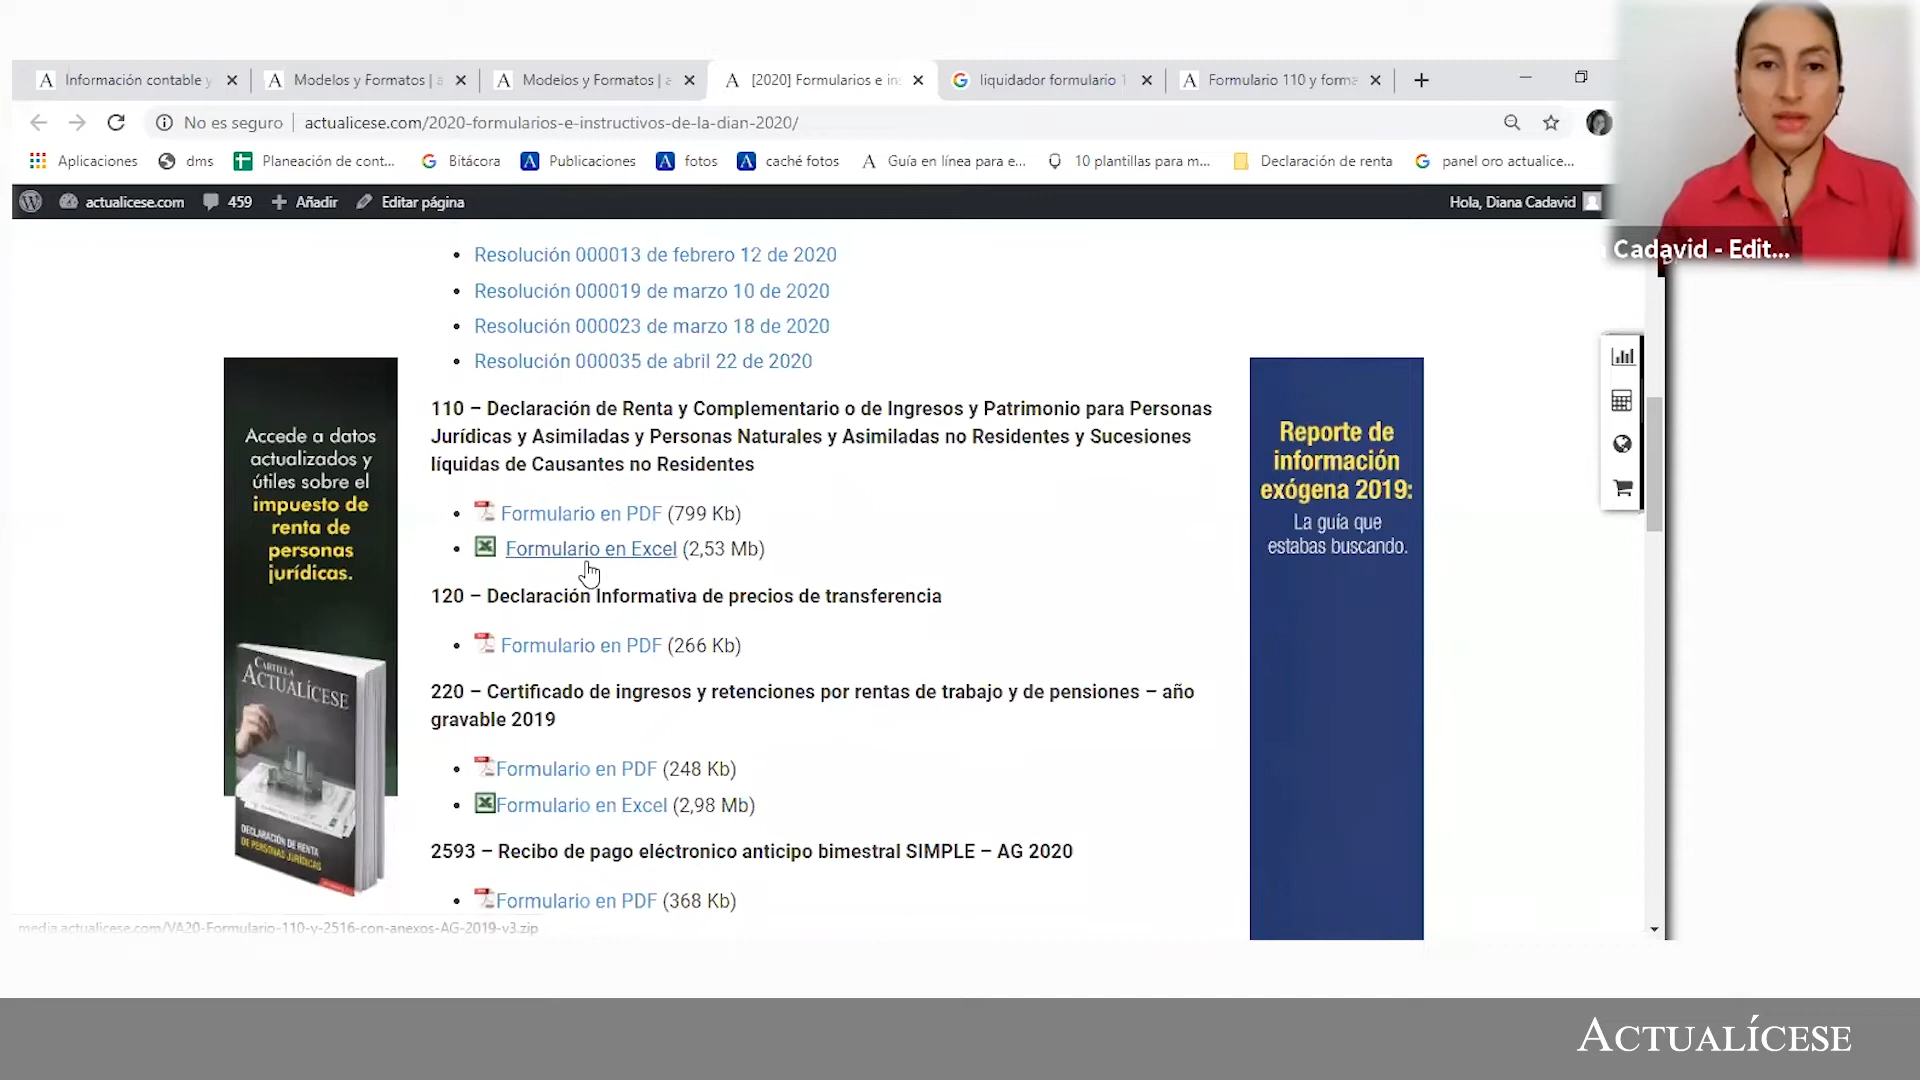 Información contable y
Modelos y Formatos | a
Modelos y Formatos | a
[2020] Formularios e in
liquidador formulario 1
Formulario 110 y forma
No es seguro
actualicese.com/2020-formularios-e-instructivos-de-la-dian-2020/
Aplicaciones
dms
Planeación de cont...
Bitácora
Publicaciones
fotos
caché fotos
Guía en línea para e...
10 plantillas para m...
Declaración de renta
panel oro actualice...
actualicese.com
459
Añadir
Editar página
Hola, Diana Cadavid
Cadavid - Edit...
• Resolución 000013 de febrero 12 de 2020
• Resolución 000019 de marzo 10 de 2020
• Resolución 000023 de marzo 18 de 2020
• Resolución 000035 de abril 22 de 2020
110 – Declaración de Renta y Complementario o de Ingresos y Patrimonio para Personas
Jurídicas y Asimiladas y Personas Naturales y Asimiladas no Residentes y Sucesiones
líquidas de Causantes no Residentes
• Formulario en PDF (799 Kb)
• Formulario en Excel (2,53 Mb)
120 – Declaración Informativa de precios de transferencia
• Formulario en PDF (266 Kb)
220 – Certificado de ingresos y retenciones por rentas de trabajo y de pensiones – año
gravable 2019
• Formulario en PDF (248 Kb)
• Formulario en Excel (2,98 Mb)
2593 – Recibo de pago eléctronico anticipo bimestral SIMPLE – AG 2020
• Formulario en PDF (368 Kb)
Accede a datos
actualizados y
útiles sobre el
impuesto de
renta de
personas
jurídicas.
CARTILLA
ACTUALÍCESE
DECLARACIÓN DE RENTA
DE PERSONAS JURÍDICAS
Reporte de
información
exógena 2019:
La guía que
estabas buscando.
media.actualicese.com/VA20-Formulario-110-y-2516-con-anexos-AG-2019-v3.zip
ACTUALÍCESE